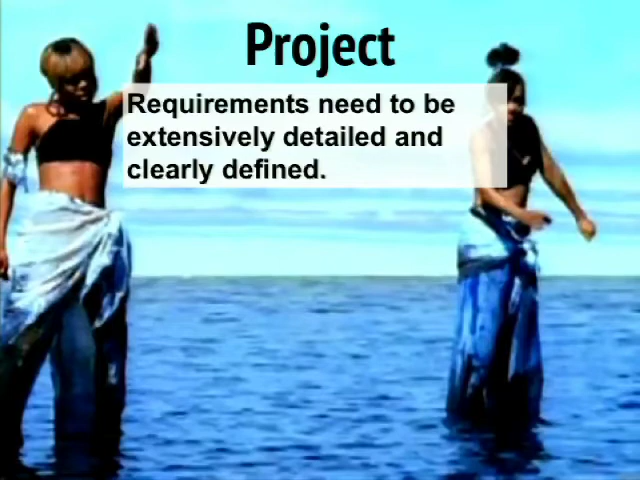 Project
Requirements need to be
extensively detailed and
clearly defined.